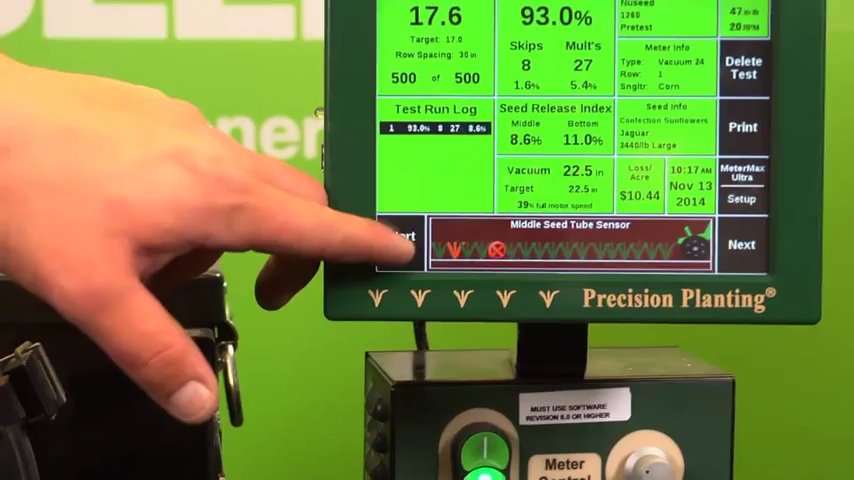 17.6
Target: 17.0
Row Spacing: 30 in
500 of 500
93.0%
Skips Mult's
8 27
1.6% 5.4%
Nuseed
1260
Pretest
47 in-lb
20 RPM
Meter Info
Type: Vacuum 24
Row: 1
Sngltr: Corn
Delete
Test
Test Run Log
1 93.0% 8 27 8.6%
Seed Release Index
Middle Bottom
8.6% 11.0%
Seed Info
Confection Sunflowers
Jaguar
3440/lb Large
Print
Vacuum 22.5 in
Target 22.5 in
39% full motor speed
Loss/
Acre
$10.44
10:17 AM
Nov 13
2014
MeterMax
Ultra
Setup
Middle Seed Tube Sensor
Next
Precision Planting®
MUST USE SOFTWARE
REVISION 6.0 OR HIGHER
Meter
Control